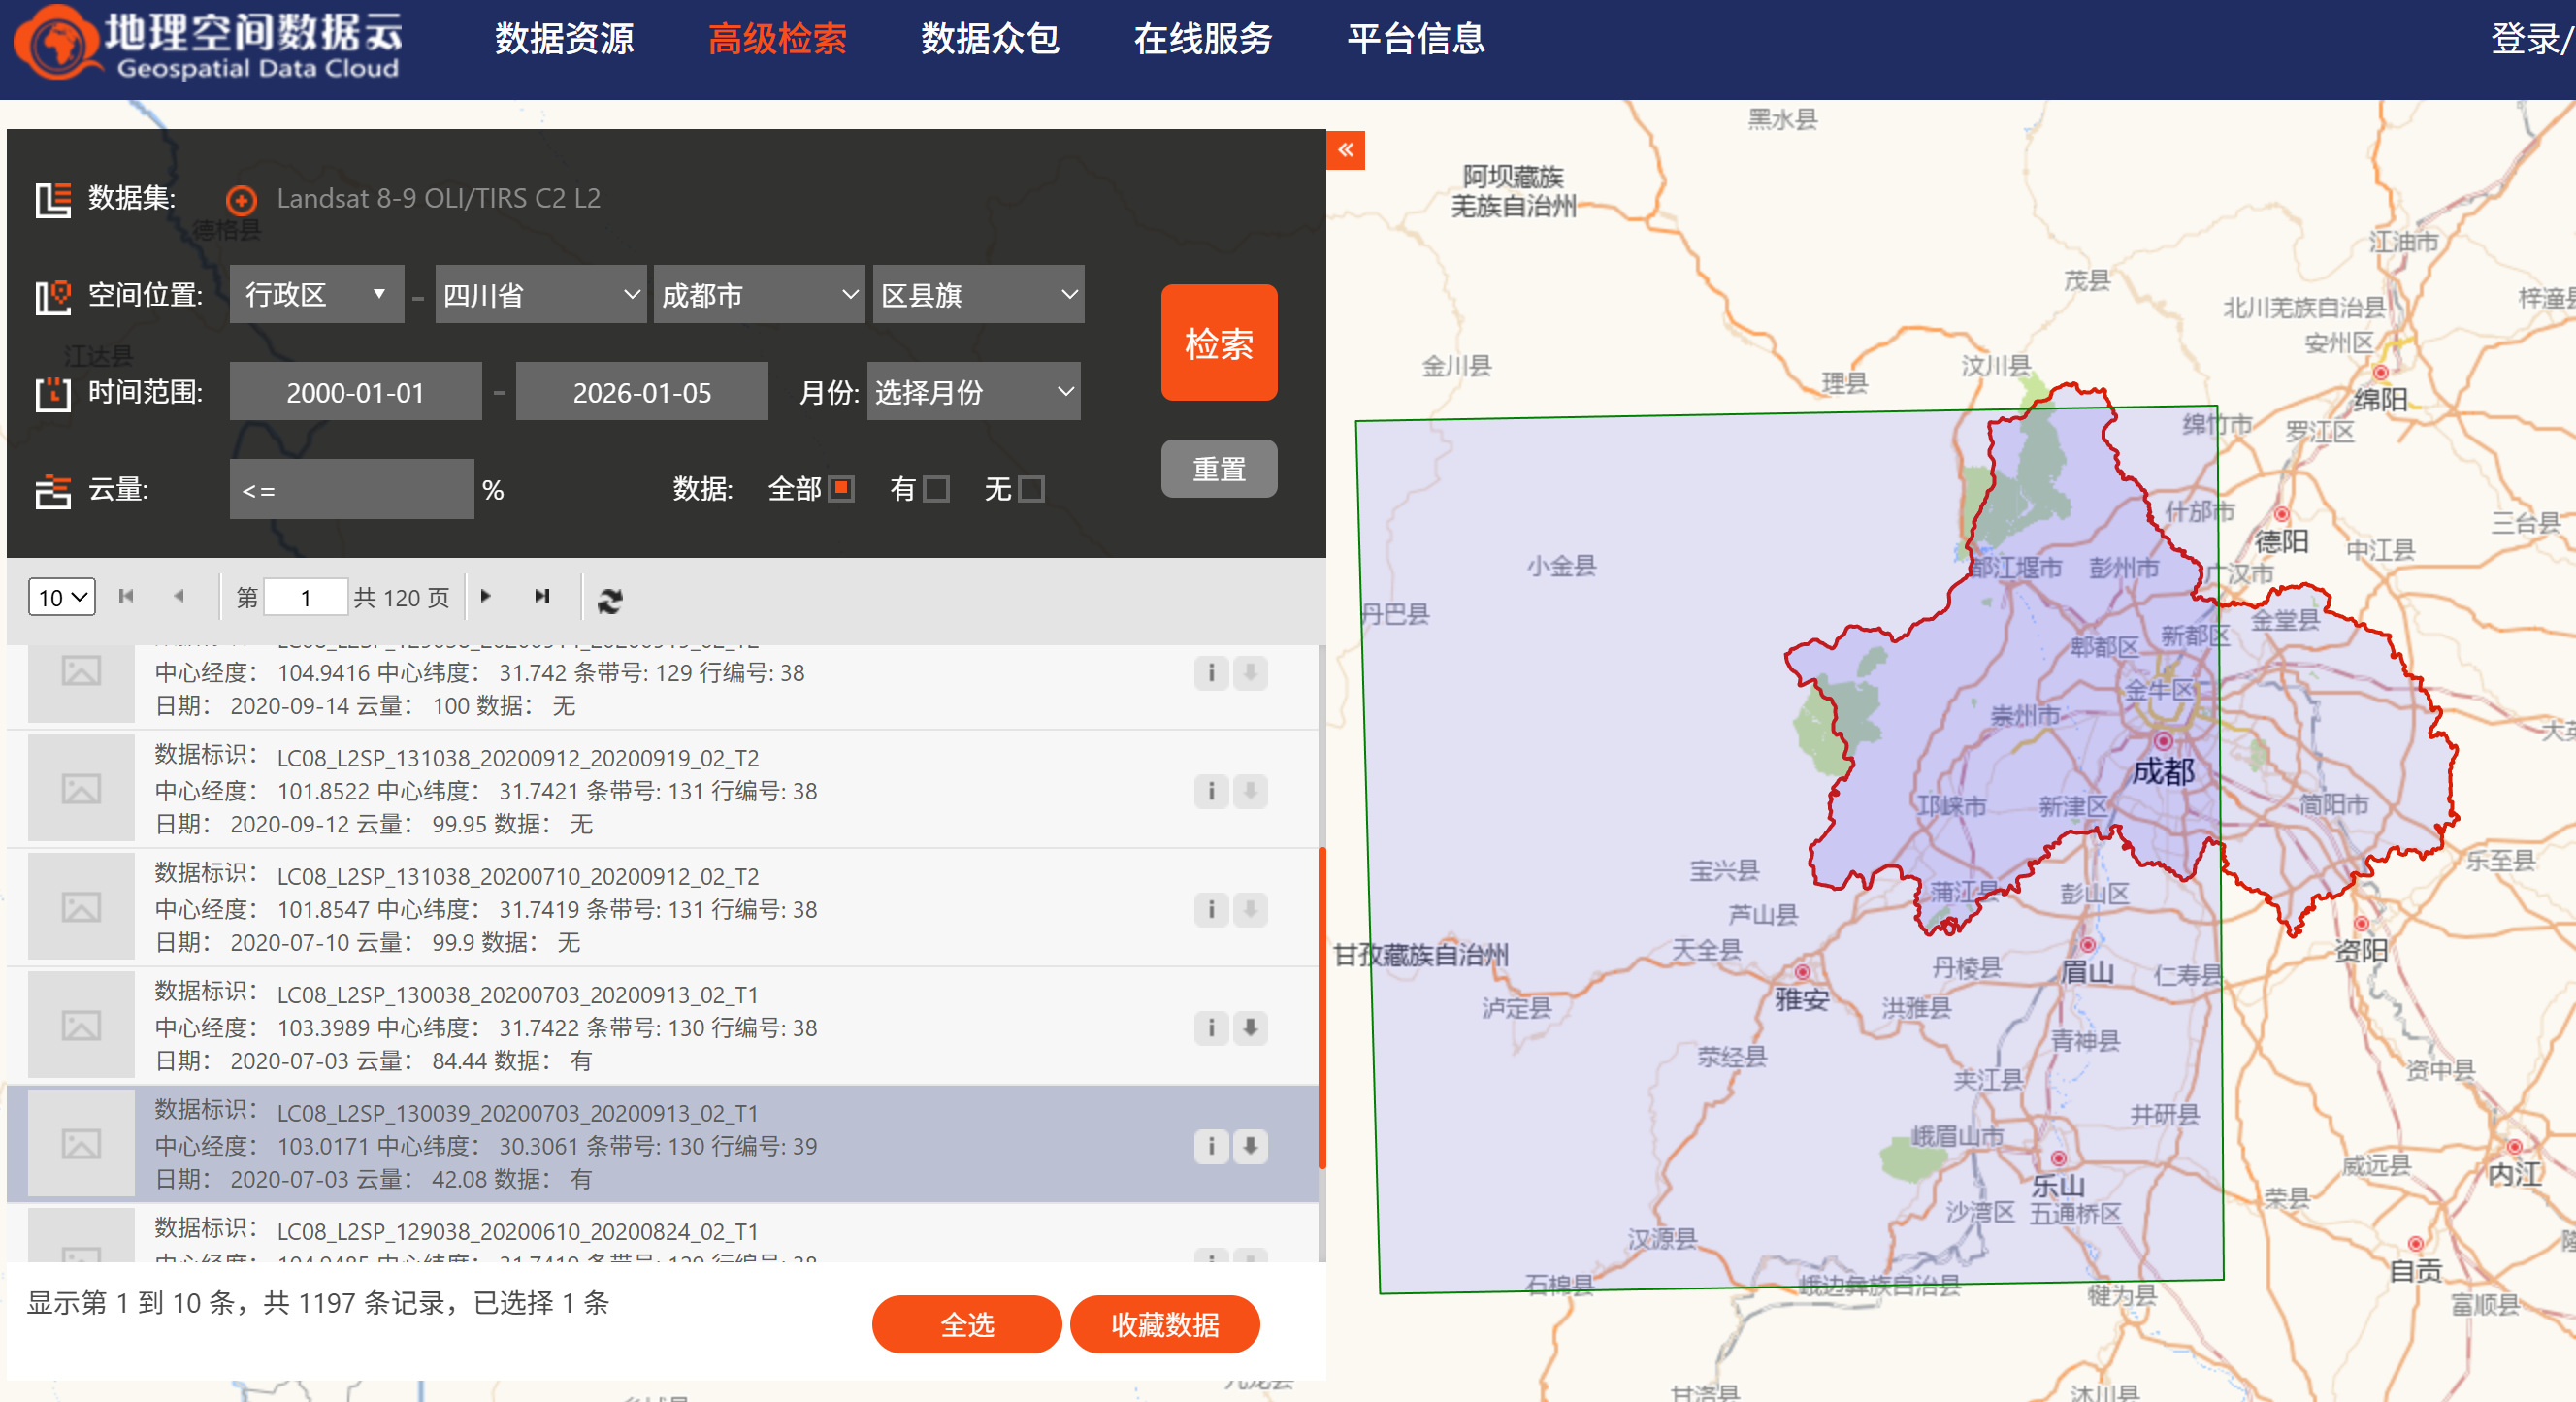 地理空间数据云
Geospatial Data Cloud
数据资源 高级检索 数据众包 在线服务 平台信息 登录/
数据集: Landsat 8-9 OLI/TIRS C2 L2
德格县
空间位置: 行政区 - 四川省 成都市 区县旗
检索
江达县
时间范围: 2000-01-01 - 2026-01-05 月份: 选择月份
重置
云量: <= % 数据: 全部 有 无
10 第 1 共 120 页
中心经度: 104.9416 中心纬度: 31.742 条带号: 129 行编号: 38
日期: 2020-09-14 云量: 100 数据: 无
数据标识: LC08_L2SP_131038_20200912_20200919_02_T2
中心经度: 101.8522 中心纬度: 31.7421 条带号: 131 行编号: 38
日期: 2020-09-12 云量: 99.95 数据: 无
数据标识: LC08_L2SP_131038_20200710_20200912_02_T2
中心经度: 101.8547 中心纬度: 31.7419 条带号: 131 行编号: 38
日期: 2020-07-10 云量: 99.9 数据: 无
数据标识: LC08_L2SP_130038_20200703_20200913_02_T1
中心经度: 103.3989 中心纬度: 31.7422 条带号: 130 行编号: 38
日期: 2020-07-03 云量: 84.44 数据: 有
数据标识: LC08_L2SP_130039_20200703_20200913_02_T1
中心经度: 103.0171 中心纬度: 30.3061 条带号: 130 行编号: 39
日期: 2020-07-03 云量: 42.08 数据: 有
数据标识: LC08_L2SP_129038_20200610_20200824_02_T1
显示第 1 到 10 条，共 1197 条记录，已选择 1 条
全选 收藏数据
黑水县
阿坝藏族
羌族自治州
江油市
茂县
北川羌族自治县
梓潼县
安州区
金川县
汶川县
理县
绵阳
绵竹市
罗江区
什邡市
三台县
德阳
中江县
小金县
都江堰市
彭州市
广汉市
丹巴县
金堂县
新都区
郫都区
金牛区
崇州市
成都
邛崃市
新津区
简阳市
乐至县
宝兴县
蒲江县
彭山区
芦山县
天全县
甘孜藏族自治州
资阳
丹棱县
眉山
仁寿县
雅安
泸定县
洪雅县
荥经县
青神县
资中县
夹江县
井研县
峨眉山市
威远县
内江
乐山
荣县
沙湾区
五通桥区
汉源县
自贡
石棉县
峨边彝族自治县
犍为县
富顺县
甘洛县
沐川县